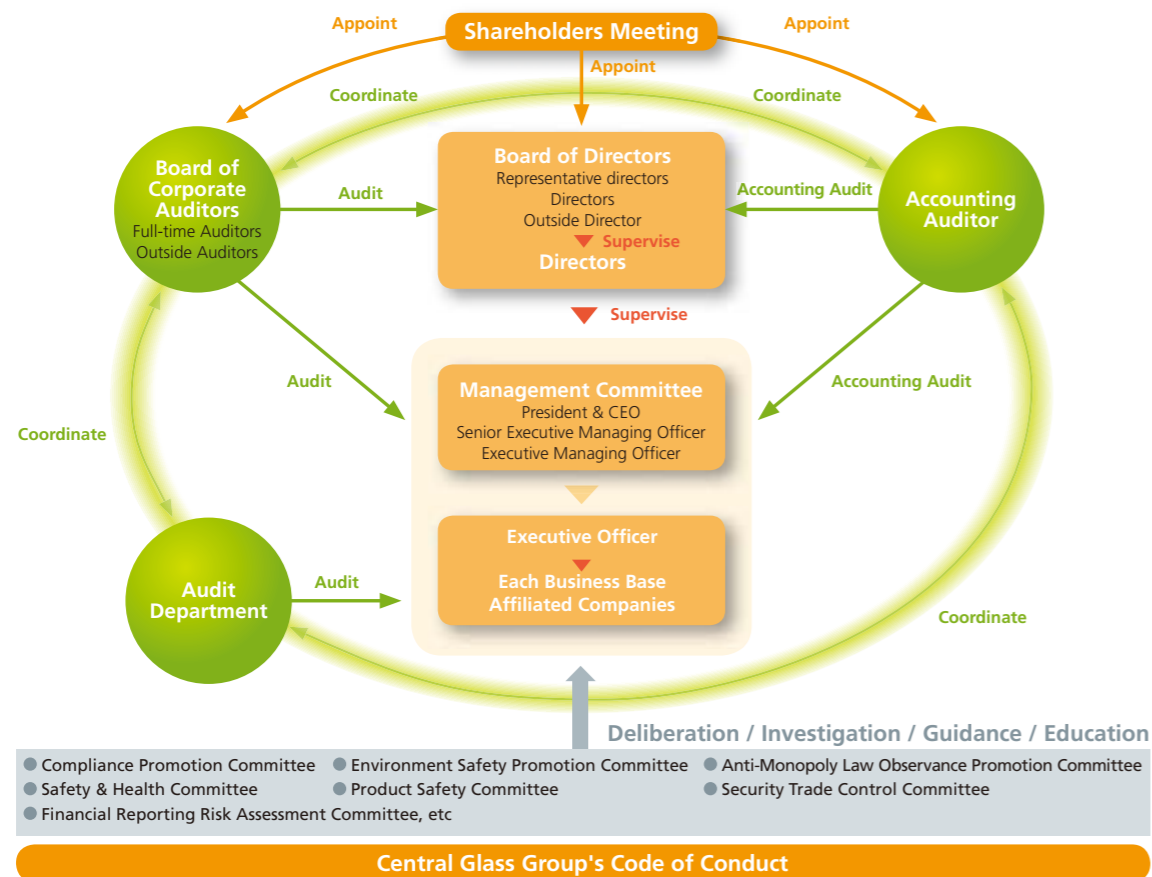 Shareholders Meeting
Appoint
Appoint
Appoint
Coordinate
Coordinate
Board of
Corporate
Auditors
Full-time Auditors
Outside Auditors
Audit
Board of Directors
Representative directors
Directors
Outside Director
Supervise
Directors
Accounting Audit
Accounting
Auditor
Supervise
Audit
Accounting Audit
Management Committee
President & CEO
Senior Executive Managing Officer
Executive Managing Officer
Coordinate
Executive Officer
Each Business Base
Affiliated Companies
Audit
Department
Audit
Coordinate
Deliberation / Investigation / Guidance / Education
● Compliance Promotion Committee ● Environment Safety Promotion Committee ● Anti-Monopoly Law Observance Promotion Committee
● Safety & Health Committee ● Product Safety Committee ● Security Trade Control Committee
● Financial Reporting Risk Assessment Committee, etc
Central Glass Group's Code of Conduct